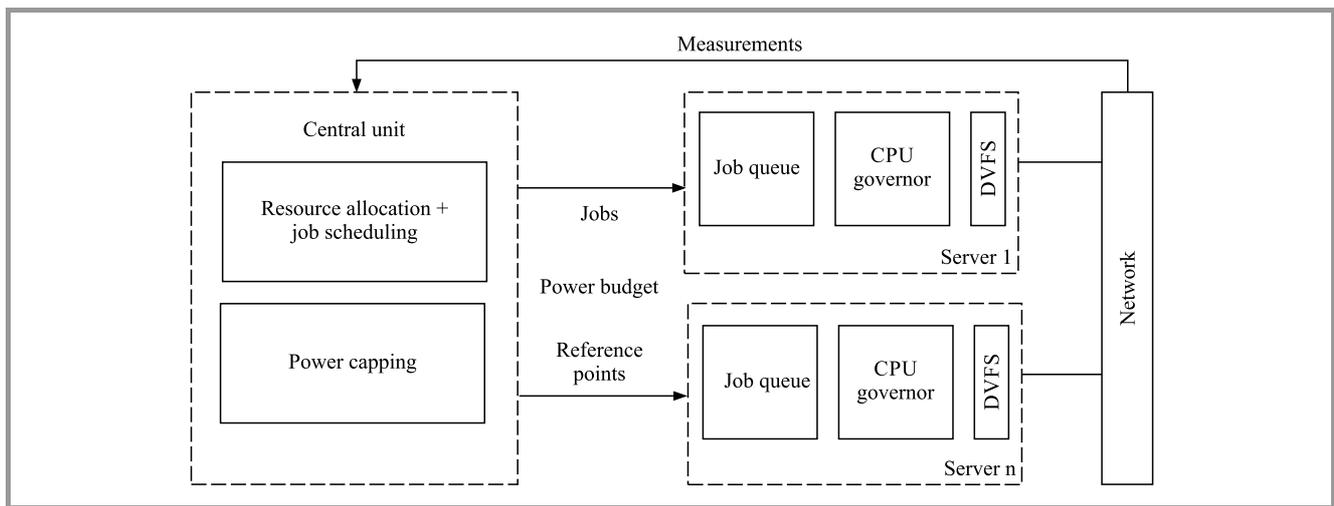 Measurements
Central unit
Resource allocation +
job scheduling
Power capping
Jobs
Power budget
Reference
points
Job queue
CPU
governor
DVFS
Server 1
Job queue
CPU
governor
DVFS
Server n
Network